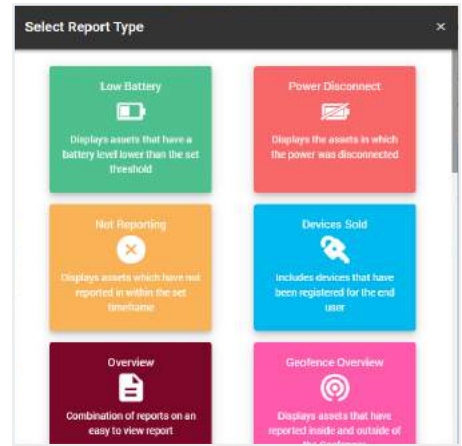 Select Report Type
×
Low Battery
Displays assets that have a
battery level lower than the set
threshold
Power Disconnect
Displays the assets in which
the power was disconnected
Not Reporting
Displays assets which have not
reported in within the set
timeframe
Devices Sold
Includes devices that have
been registered for the end
user
Overview
Combination of reports on an
easy to view report
Geofence Overview
Displays assets that have
reported inside and outside of
the Geofence